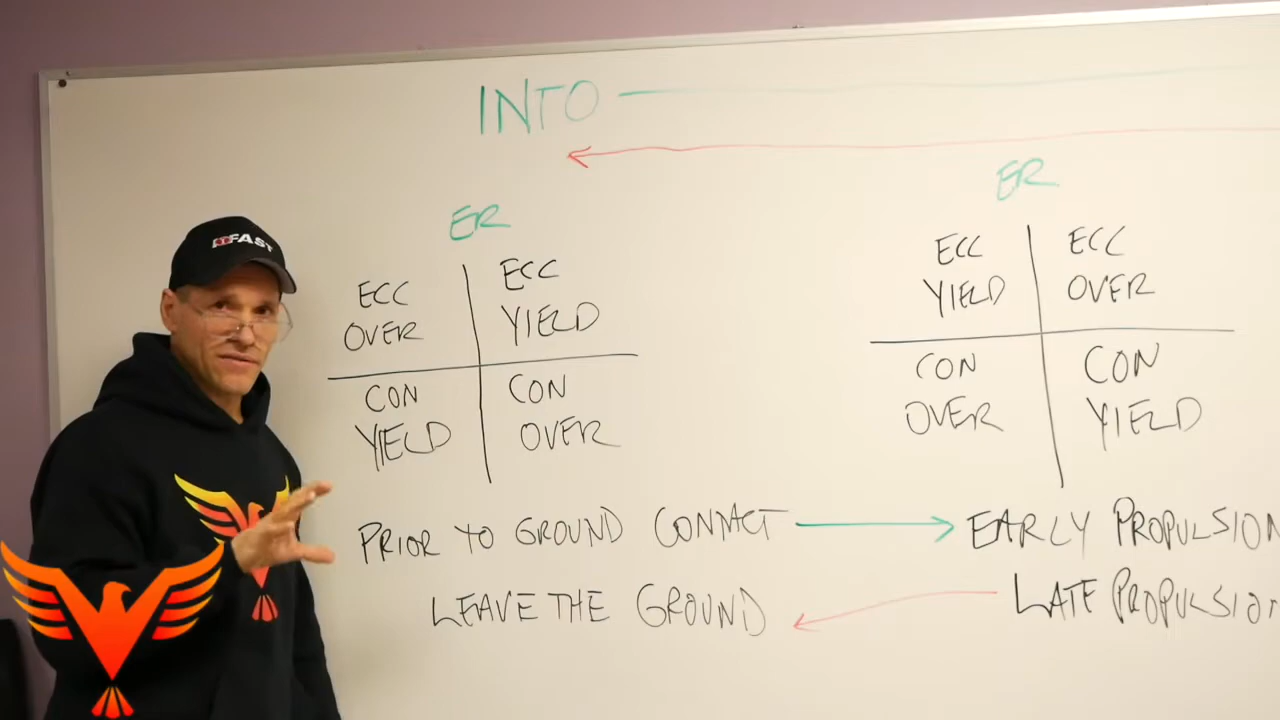 INTO
ER
ER
ECC OVER
ECC YIELD
CON YIELD
CON OVER
ECC YIELD
ECC OVER
CON OVER
CON YIELD
PRIOR TO GROUND CONTACT
EARLY PROPULSION
LEAVE THE GROUND
LATE PROPULSION
IFAST